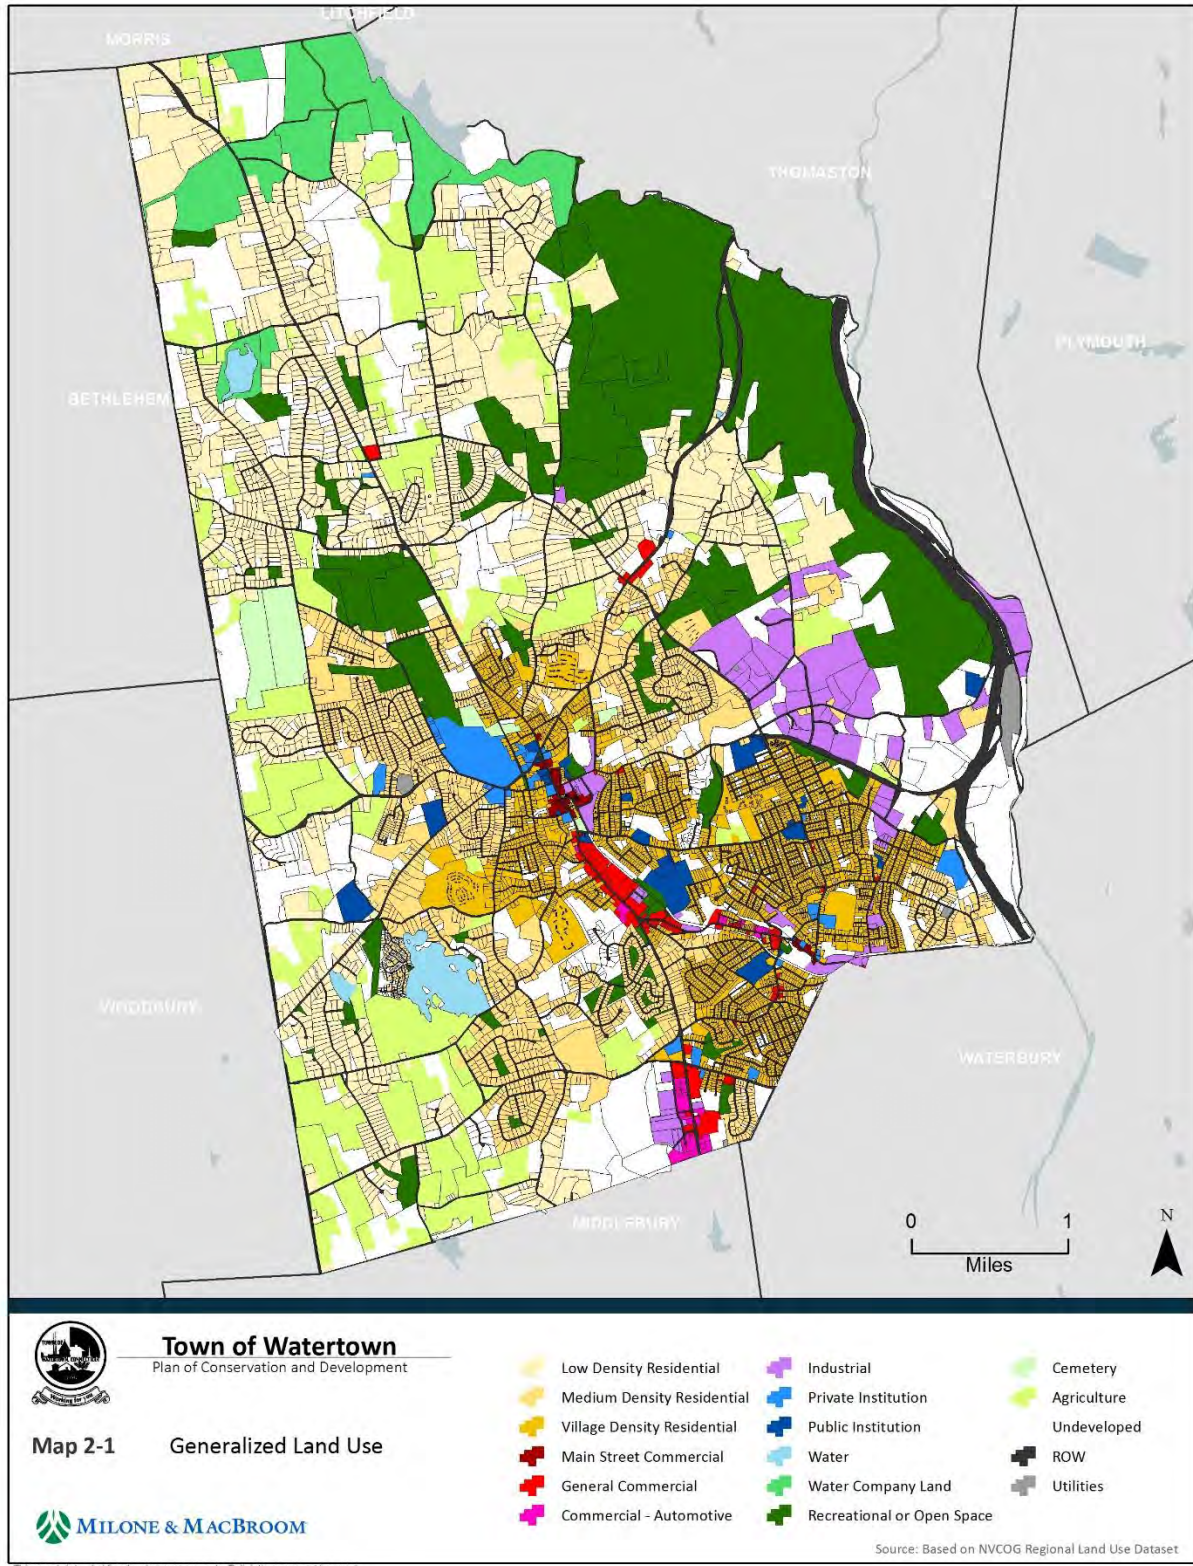 LITCHFIELD
MORRIS
THOMASTON
PLYMOUTH
BETHLEHEM
WOODBURY
WATERBURY
MIDDLEBURY
0 1
Miles
N
Town of Watertown
Plan of Conservation and Development
Map 2-1 Generalized Land Use
MILONE & MACBROOM
Low Density Residential
Medium Density Residential
Village Density Residential
Main Street Commercial
General Commercial
Commercial - Automotive
Industrial
Private Institution
Public Institution
Water
Water Company Land
Recreational or Open Space
Cemetery
Agriculture
Undeveloped
ROW
Utilities
Source: Based on NVCOG Regional Land Use Dataset